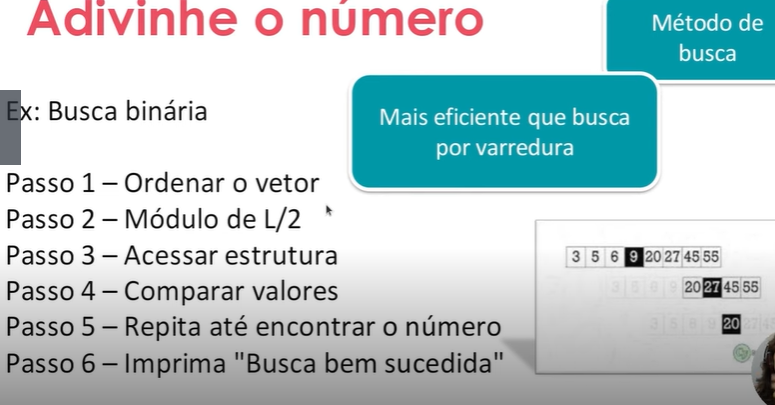 Adivinhe o número
Método de
busca
Ex: Busca binária
Mais eficiente que busca
por varredura
Passo 1 – Ordenar o vetor
Passo 2 – Módulo de L/2
Passo 3 – Acessar estrutura
Passo 4 – Comparar valores
Passo 5 – Repita até encontrar o número
Passo 6 – Imprima "Busca bem sucedida"
3 5 6 9 20 27 45 55
3 5 6 9 20 27 45 55
3 5 6 9 20 27